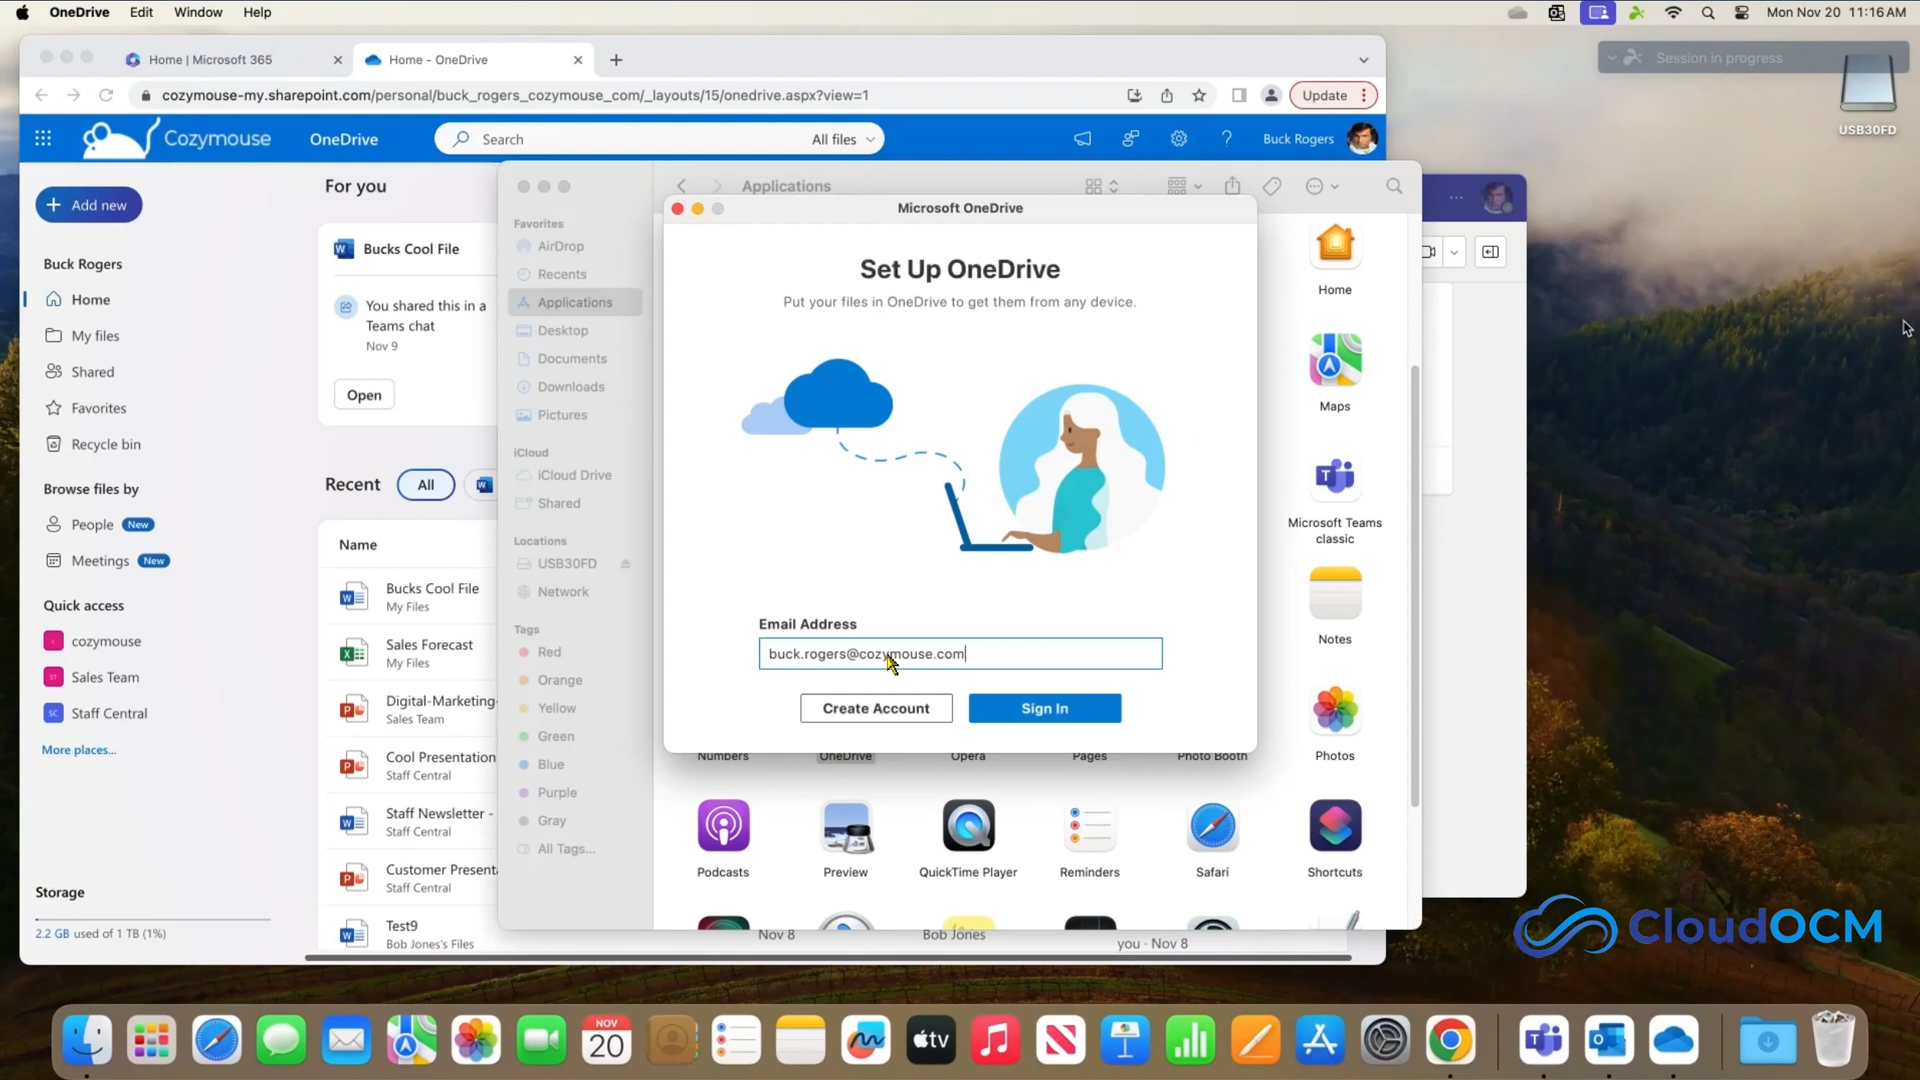 OneDrive Edit Window Help
Mon Nov 20 11:16 AM
Session in progress
USB30FD
Home | Microsoft 365
Home - OneDrive
cozymouse-my.sharepoint.com/personal/buck_rogers_cozymouse_com/_layouts/15/onedrive.aspx?view=1
Update
Cozymouse
OneDrive
Search
All files
Buck Rogers
Add new
Buck Rogers
Home
My files
Shared
Favorites
Recycle bin
Browse files by
People New
Meetings New
Quick access
cozymouse
Sales Team
Staff Central
More places...
Storage
2.2 GB used of 1 TB (1%)
For you
Bucks Cool File
You shared this in a
Teams chat
Nov 9
Open
Recent
All
Name
Bucks Cool File
My Files
Sales Forecast
My Files
Digital-Marketing-
Sales Team
Cool Presentation
Staff Central
Staff Newsletter -
Staff Central
Customer Presenta
Staff Central
Test9
Bob Jones's Files
Nov 8
Bob Jones
you · Nov 8
Favorites
AirDrop
Recents
Applications
Desktop
Documents
Downloads
Pictures
iCloud
iCloud Drive
Shared
Locations
USB30FD
Network
Tags
Red
Orange
Yellow
Green
Blue
Purple
Gray
All Tags...
Applications
Microsoft OneDrive
Set Up OneDrive
Put your files in OneDrive to get them from any device.
Email Address
buck.rogers@cozymouse.com
Create Account
Sign In
Home
Maps
Microsoft Teams
classic
Notes
Photos
Numbers
OneDrive
Opera
Pages
Photo Booth
Podcasts
Preview
QuickTime Player
Reminders
Safari
Shortcuts
CloudOCM
NOV
20
tv